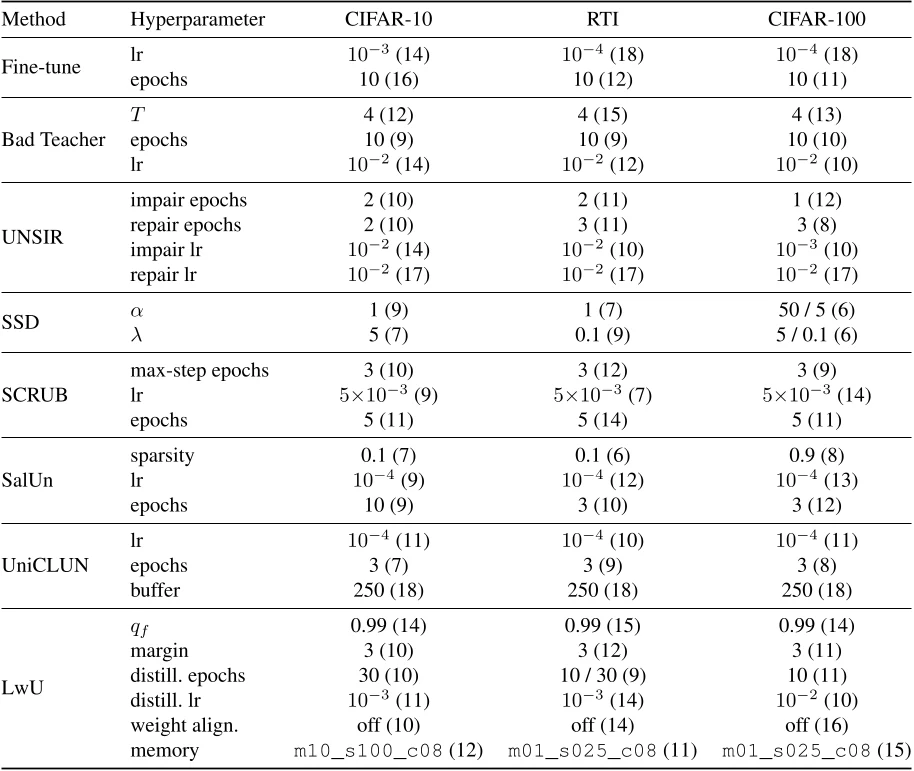 Method Hyperparameter CIFAR-10 RTI CIFAR-100
Fine-tune lr 10⁻³ (14) 10⁻⁴ (18) 10⁻⁴ (18)
epochs 10 (16) 10 (12) 10 (11)
Bad Teacher T 4 (12) 4 (15) 4 (13)
epochs 10 (9) 10 (9) 10 (10)
lr 10⁻² (14) 10⁻² (12) 10⁻² (10)
UNSIR impair epochs 2 (10) 2 (11) 1 (12)
repair epochs 2 (10) 3 (11) 3 (8)
impair lr 10⁻² (14) 10⁻² (10) 10⁻³ (10)
repair lr 10⁻² (17) 10⁻² (17) 10⁻² (17)
SSD α 1 (9) 1 (7) 50 / 5 (6)
λ 5 (7) 0.1 (9) 5 / 0.1 (6)
SCRUB max-step epochs 3 (10) 3 (12) 3 (9)
lr 5×10⁻³ (9) 5×10⁻³ (7) 5×10⁻³ (14)
epochs 5 (11) 5 (14) 5 (11)
SalUn sparsity 0.1 (7) 0.1 (6) 0.9 (8)
lr 10⁻⁴ (9) 10⁻⁴ (12) 10⁻⁴ (13)
epochs 10 (9) 3 (10) 3 (12)
UniCLUN lr 10⁻⁴ (11) 10⁻⁴ (10) 10⁻⁴ (11)
epochs 3 (7) 3 (9) 3 (8)
buffer 250 (18) 250 (18) 250 (18)
LwU q_f 0.99 (14) 0.99 (15) 0.99 (14)
margin 3 (10) 3 (12) 3 (11)
distill. epochs 30 (10) 10 / 30 (9) 10 (11)
distill. lr 10⁻³ (11) 10⁻³ (14) 10⁻² (10)
weight align. off (10) off (14) off (16)
memory m10_s100_c08 (12) m01_s025_c08 (11) m01_s025_c08 (15)